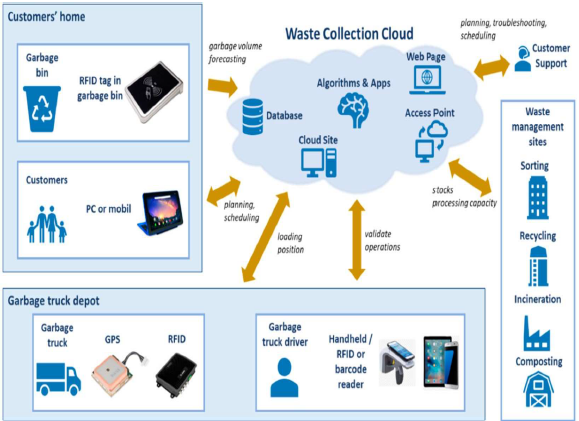 Customers' home
Garbage
bin
RFID tag in
garbage bin
Customers
PC or mobil
garbage volume
forecasting
planning,
scheduling
Waste Collection Cloud
Database
Algorithms & Apps
Cloud Site
Web Page
Access Point
planning, troubleshooting,
scheduling
Customer
Support
stocks
processing capacity
loading
position
validate
operations
Waste
management
sites
Sorting
Recycling
Incineration
Composting
Garbage truck depot
Garbage
truck
GPS
RFID
Garbage
truck driver
Handheld /
RFID or
barcode
reader